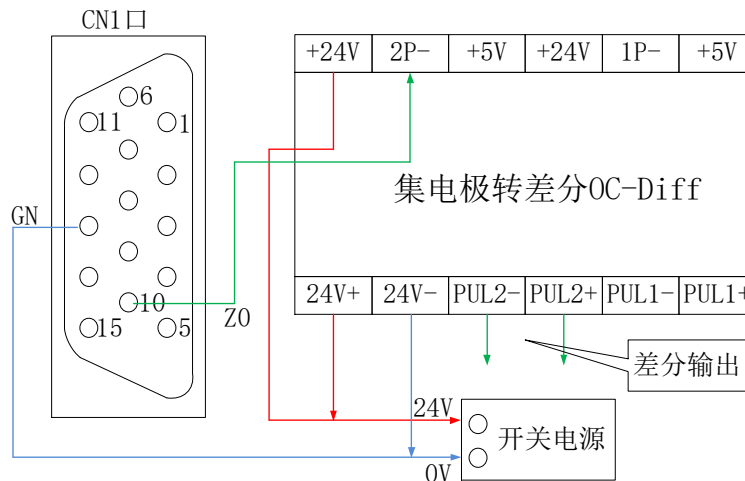 CN1口
6
11
1
GN
10
ZO
15
5
+24V 2P- +5V +24V 1P- +5V
集电极转差分OC-Diff
24V+ 24V- PUL2- PUL2+ PUL1- PUL1+
差分输出
24V
开关电源
0V